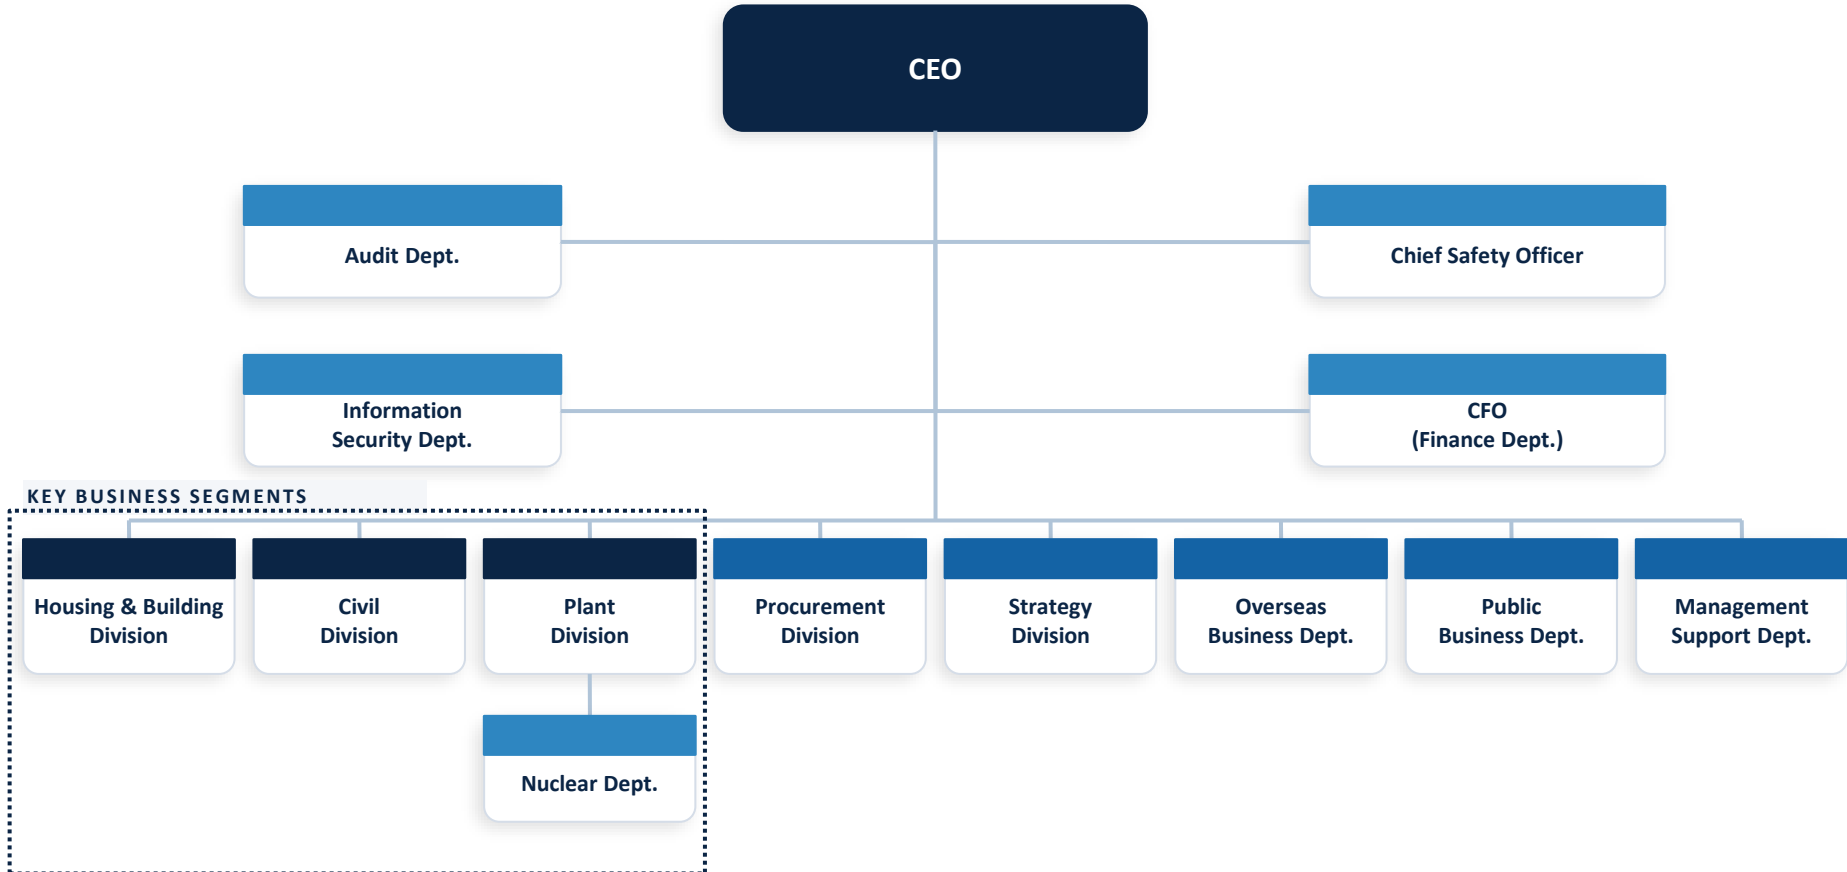 CEO
Audit Dept.
Chief Safety Officer
Information
Security Dept.
CFO
(Finance Dept.)
KEY BUSINESS SEGMENTS
Housing & Building
Division
Civil
Division
Plant
Division
Procurement
Division
Strategy
Division
Overseas
Business Dept.
Public
Business Dept.
Management
Support Dept.
Nuclear Dept.